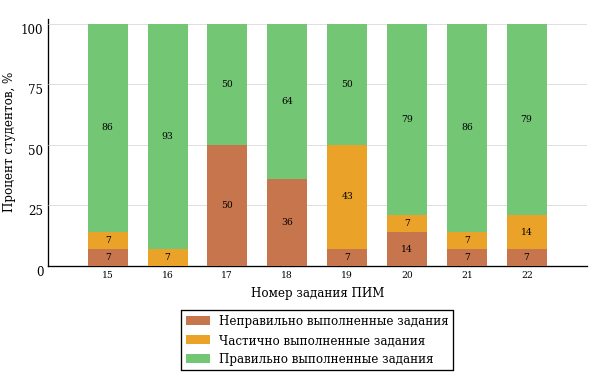 Процент студентов, %
100
75
50
25
0
86 93 50 64 50 79 86 79
7 7 50 36 43 7 7 14
7 7 14 7 7
15 16 17 18 19 20 21 22
Номер задания ПИМ
Неправильно выполненные задания
Частично выполненные задания
Правильно выполненные задания